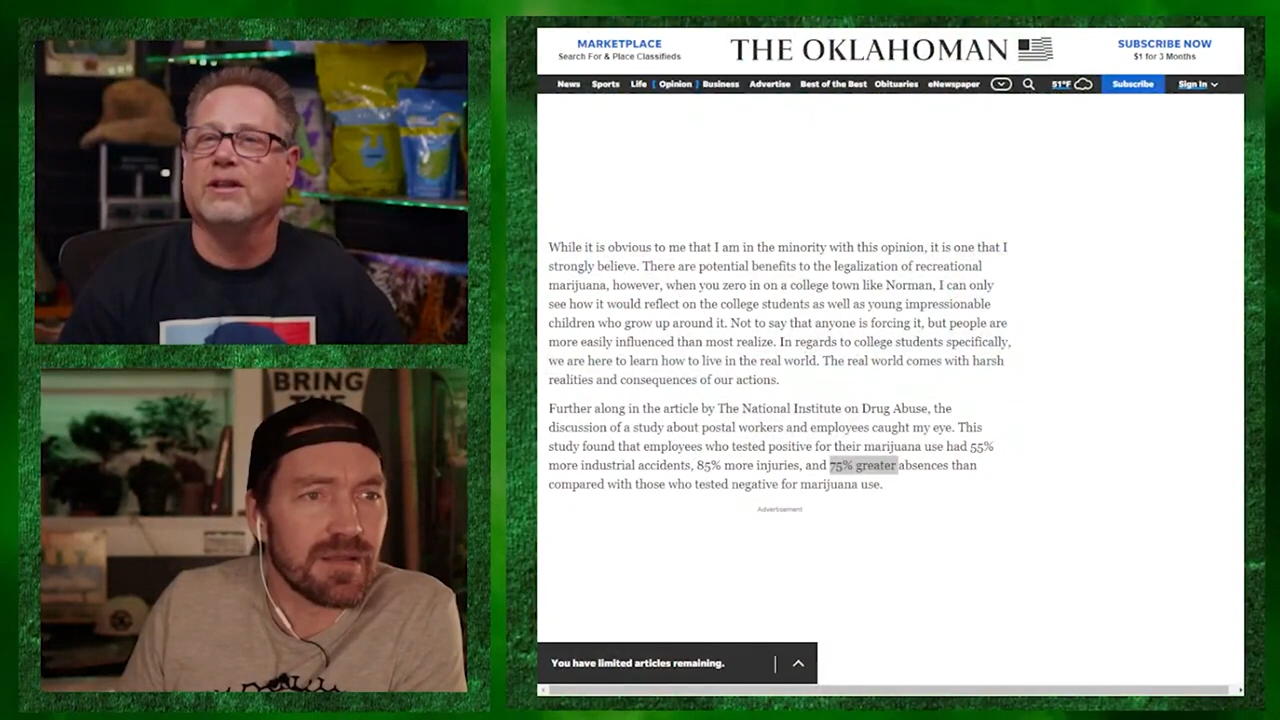 BRING
THE
MARKETPLACE
Search For & Place Classifieds
THE OKLAHOMAN
SUBSCRIBE NOW
$1 for 3 Months
News Sports Life [ Opinion ] Business Advertise Best of the Best Obituaries eNewspaper 51°F Subscribe Sign In
While it is obvious to me that I am in the minority with this opinion, it is one that I
strongly believe. There are potential benefits to the legalization of recreational
marijuana, however, when you zero in on a college town like Norman, I can only
see how it would reflect on the college students as well as young impressionable
children who grow up around it. Not to say that anyone is forcing it, but people are
more easily influenced than most realize. In regards to college students specifically,
we are here to learn how to live in the real world. The real world comes with harsh
realities and consequences of our actions.
Further along in the article by The National Institute on Drug Abuse, the
discussion of a study about postal workers and employees caught my eye. This
study found that employees who tested positive for their marijuana use had 55%
more industrial accidents, 85% more injuries, and 75% greater absences than
compared with those who tested negative for marijuana use.
Advertisement
You have limited articles remaining.